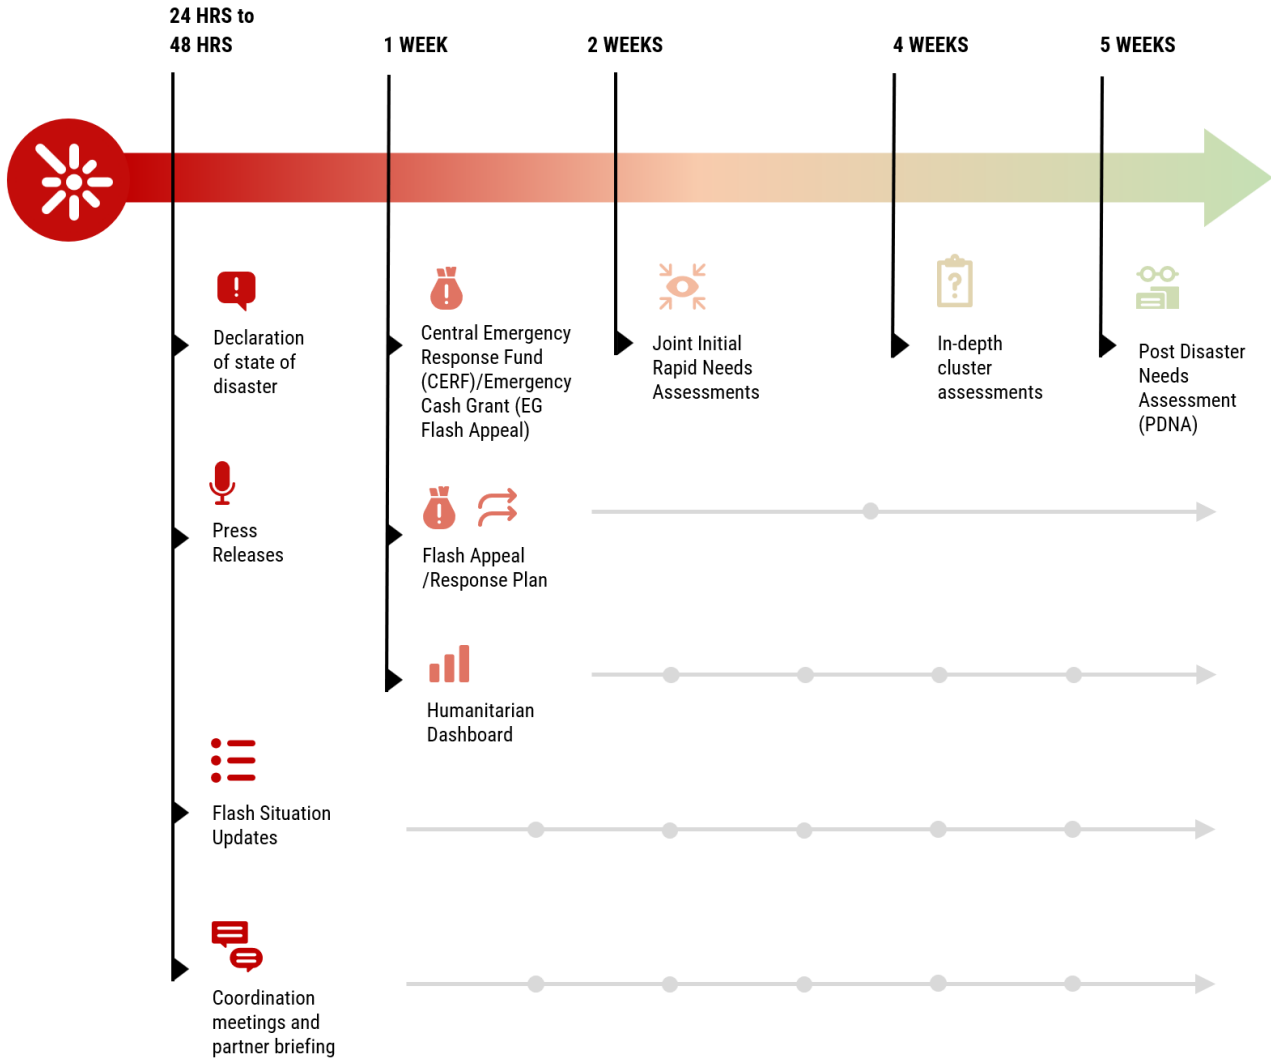 24 HRS to
48 HRS
1 WEEK
2 WEEKS
4 WEEKS
5 WEEKS
Declaration
of state of
disaster
Central Emergency
Response Fund
(CERF)/Emergency
Cash Grant (EG
Flash Appeal)
Joint Initial
Rapid Needs
Assessments
In-depth
cluster
assessments
Post Disaster
Needs
Assessment
(PDNA)
Press
Releases
Flash Appeal
/Response Plan
Humanitarian
Dashboard
Flash Situation
Updates
Coordination
meetings and
partner briefing